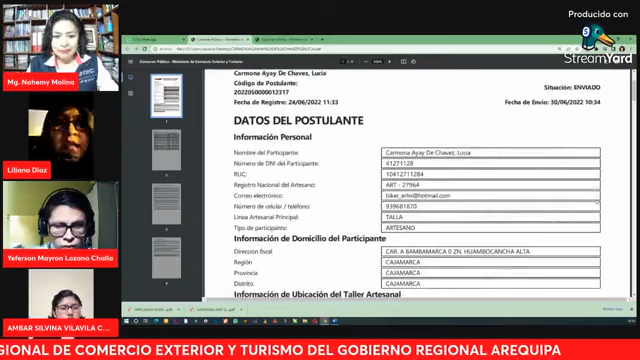 Producido con
StreamYard
Mg. Nohemy Molina
Liliana Diaz
Yeferson Mayron Lozano Challa
AMBAR SILVINA VILAVILA C...
Carmona Ayay De Chavez, Lucia
Código de Postulante:
2022050000012317
Situación: ENVIADO
Fecha de Registro: 24/06/2022 11:33
Fecha de Envio: 30/06/2022 10:34
DATOS DEL POSTULANTE
Información Personal
Nombre del Participante: Carmona Ayay De Chavez, Lucia
Número de DNI del Participante: 41271128
RUC: 10412711284
Registro Nacional del Artesano: ART - 27964
Correo electrónico: biker_erlin@hotmail.com
Número de celular / teléfono: 939681870
Línea Artesanal Principal: TALLA
Tipo de participante: ARTESANO
Información de Domicilio del Participante
Dirección fiscal CAR. A BAMBAMARCA 0 ZN. HUAMBOCANCHA ALTA
Región CAJAMARCA
Provincia CAJAMARCA
Distrito CAJAMARCA
Información de Ubicación del Taller Artesanal
EGIONAL DE COMERCIO EXTERIOR Y TURISMO DEL GOBIERNO REGIONAL AREQUIPA